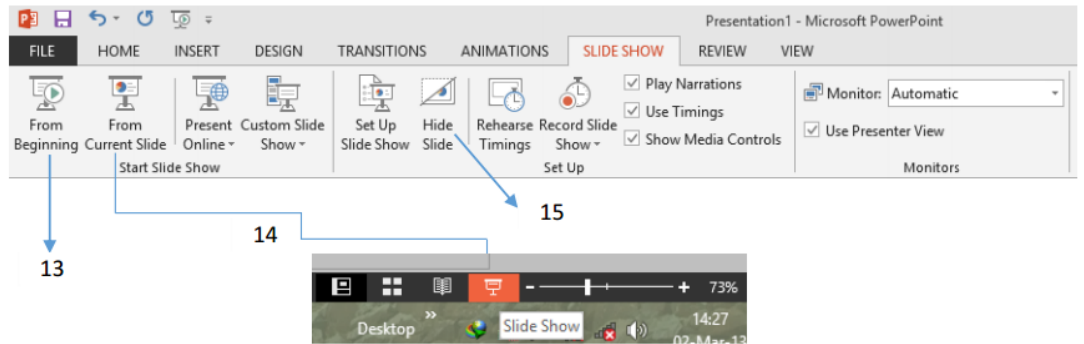 Presentation1 - Microsoft PowerPoint
FILE HOME INSERT DESIGN TRANSITIONS ANIMATIONS SLIDE SHOW REVIEW VIEW
From Beginning
From Current Slide
Present Online
Custom Slide Show
Start Slide Show
Set Up Slide Show
Hide Slide
Rehearse Timings
Record Slide Show
Play Narrations
Use Timings
Show Media Controls
Set Up
Monitor: Automatic
Use Presenter View
Monitors
13
14
15
73%
Desktop
Slide Show
14:27
02-Mar-13